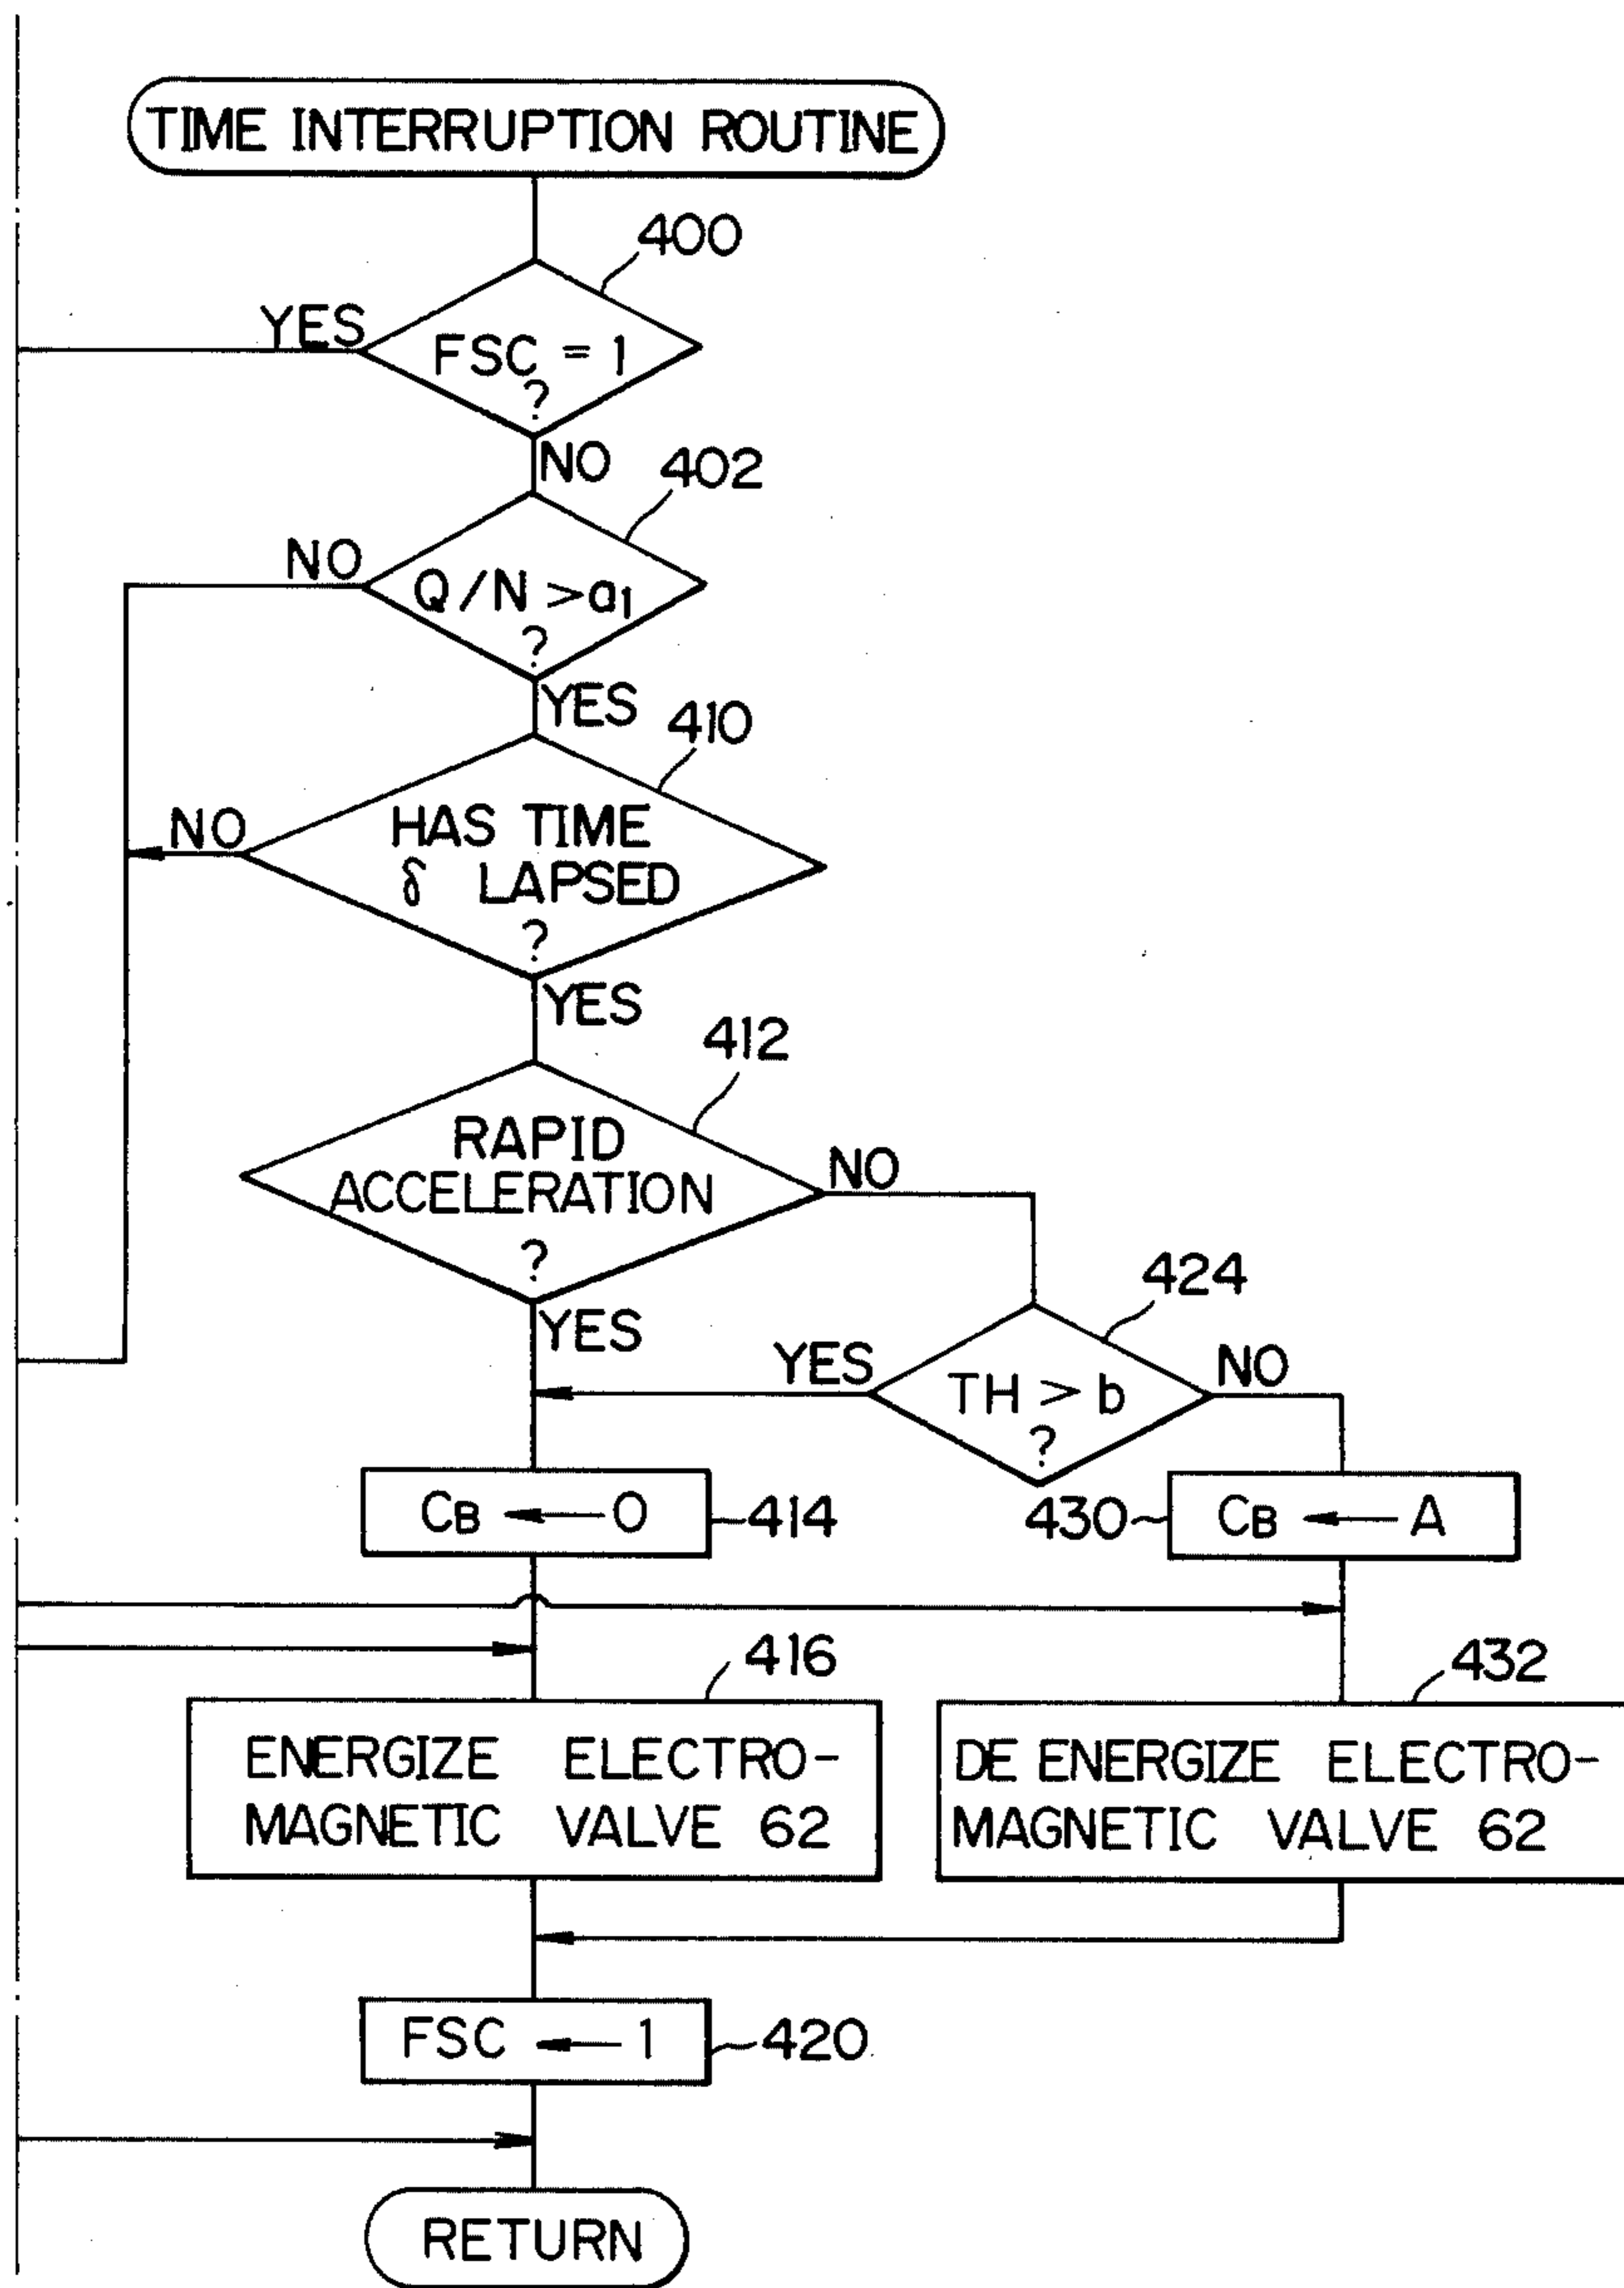 TIME INTERRUPTION ROUTINE
400
YES
FSC = 1
?
NO
402
NO
Q/N > a1
?
YES
410
NO
HAS TIME
δ LAPSED
?
YES
412
RAPID
ACCELERATION
?
NO
YES
424
YES
TH > b
?
NO
CB ← 0
414
430
CB ← A
416
432
ENERGIZE ELECTRO-
MAGNETIC VALVE 62
DE ENERGIZE ELECTRO-
MAGNETIC VALVE 62
FSC ← 1
420
RETURN